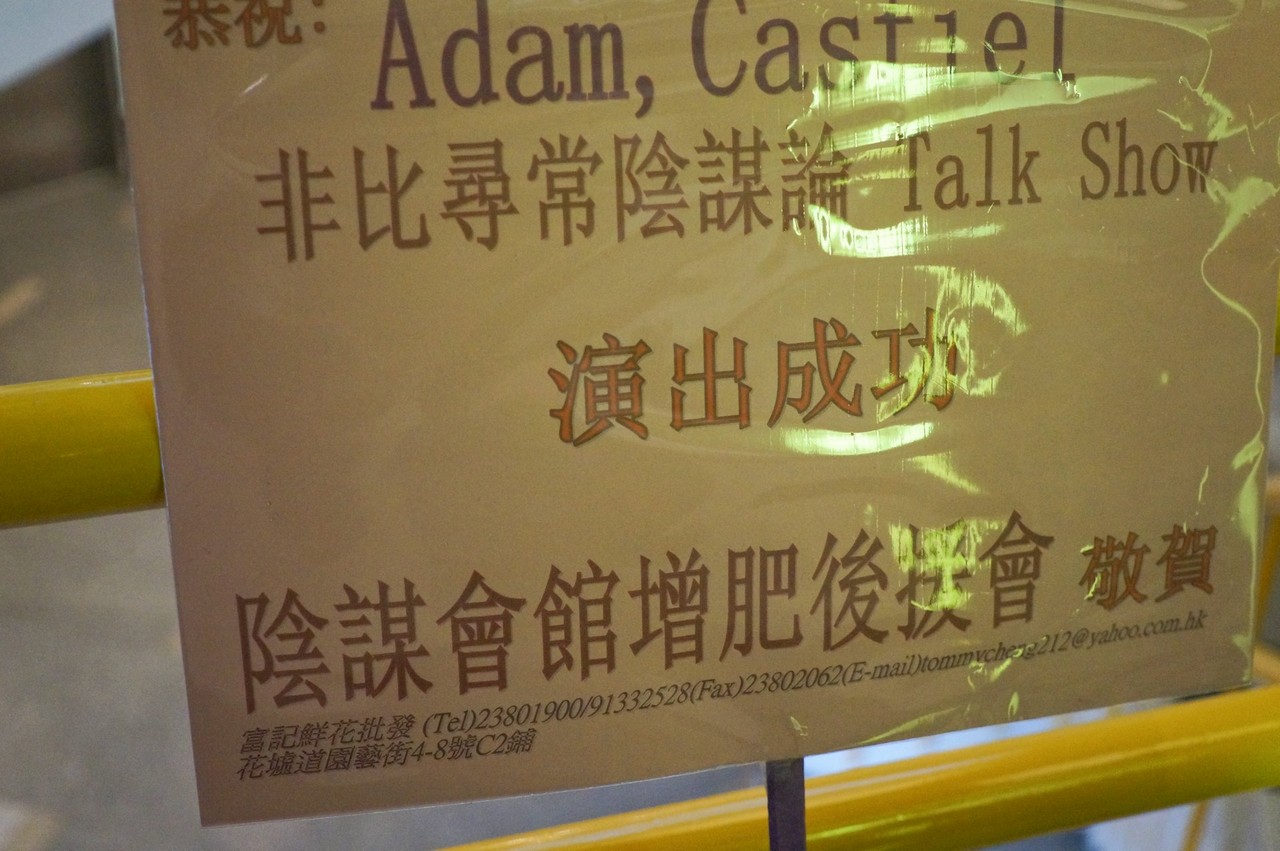 恭祝：
Adam, Castiel
非比尋常陰謀論 Talk Show
演出成功
陰謀會館增肥後援會 敬賀
富記鮮花批發 (Tel)23801900/91332528(Fax)23802062(E-mail)tommycheng212@yahoo.com.hk
花墟道園藝街4-8號C2鋪